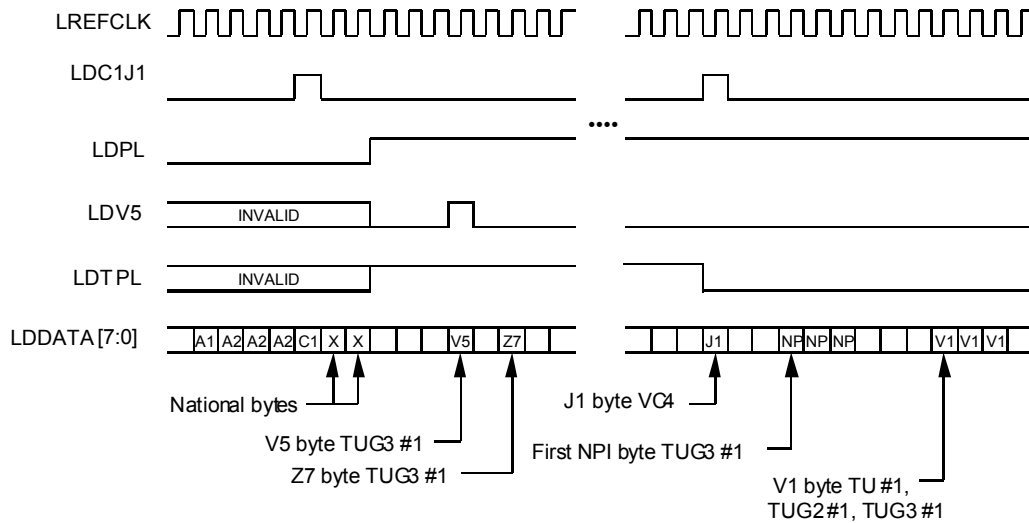 LREFCLK
LDC1J1
....
LDPL
LDV5 INVALID
LDTPL INVALID
LDDATA [7:0] A1 A2 A2 A2 C1 X X V5 Z7 J1 NP NP NP V1 V1 V1
National bytes
J1 byte VC4
V5 byte TUG3 #1
First NPI byte TUG3 #1
Z7 byte TUG3 #1
V1 byte TU #1,
TUG2 #1, TUG3 #1